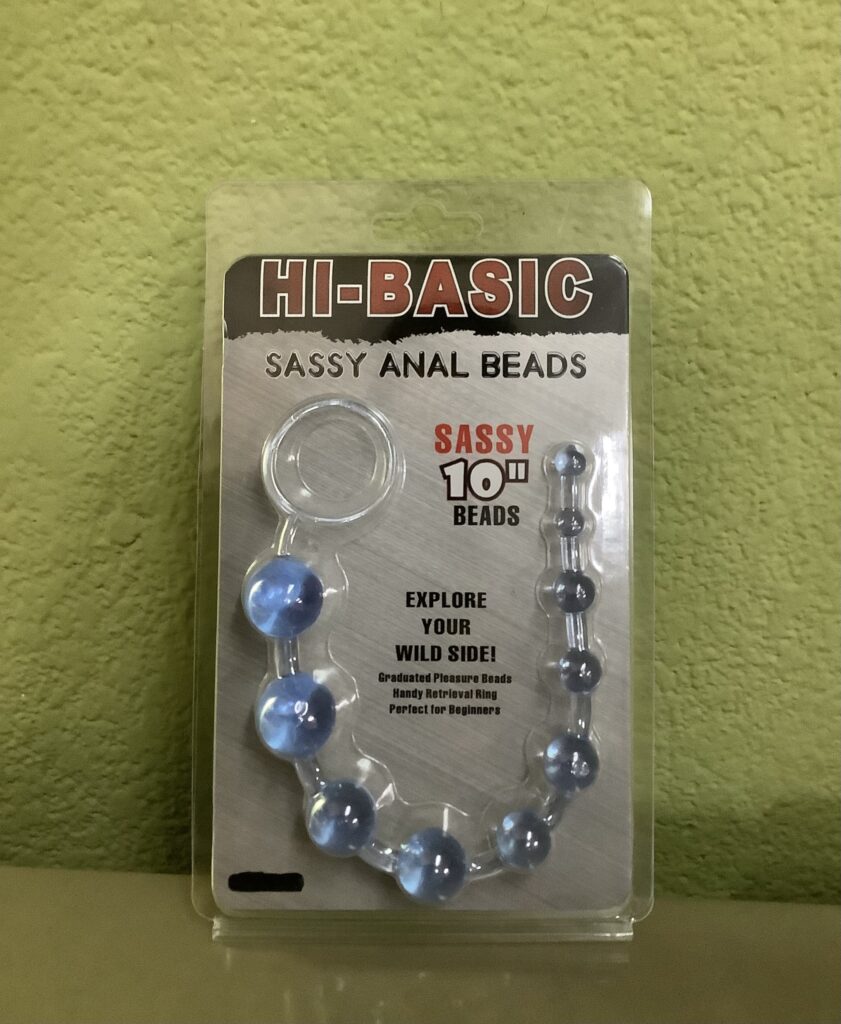 HI-BASIC
SASSY ANAL BEADS
SASSY
10"
BEADS
EXPLORE
YOUR
WILD SIDE!
Graduated Pleasure Beads
Handy Retrieval Ring
Perfect for Beginners